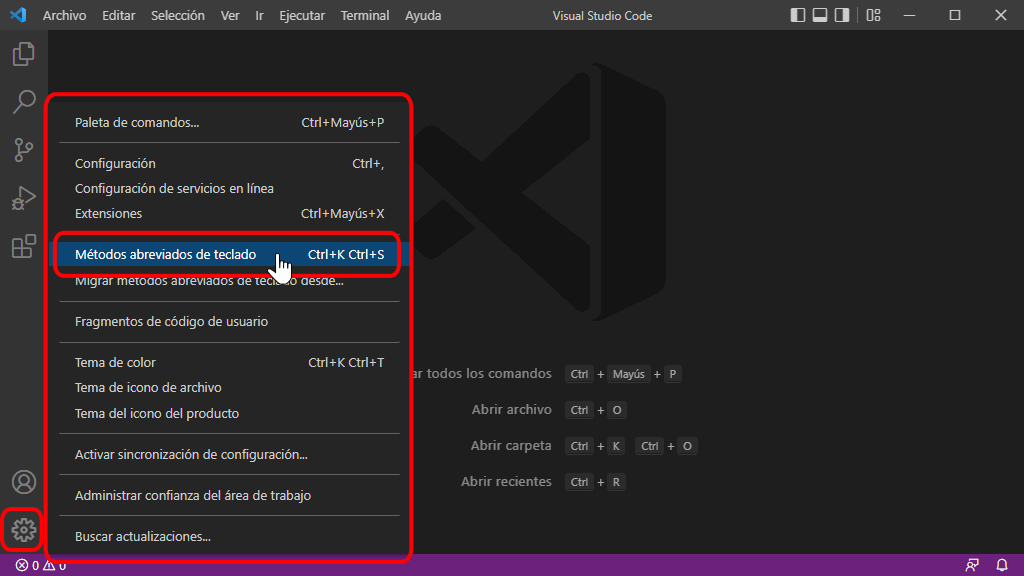 Archivo Editar Selección Ver Ir Ejecutar Terminal Ayuda Visual Studio Code
Paleta de comandos... Ctrl+Mayús+P
Configuración Ctrl+,
Configuración de servicios en línea
Extensiones Ctrl+Mayús+X
Métodos abreviados de teclado Ctrl+K Ctrl+S
Migrar métodos abreviados de teclado desde...
Fragmentos de código de usuario
Tema de color Ctrl+K Ctrl+T
Tema de icono de archivo
Tema del icono del producto
Activar sincronización de configuración...
Administrar confianza del área de trabajo
Buscar actualizaciones...
ar todos los comandos Ctrl + Mayús + P
Abrir archivo Ctrl + O
Abrir carpeta Ctrl + K Ctrl + O
Abrir recientes Ctrl + R
0 0